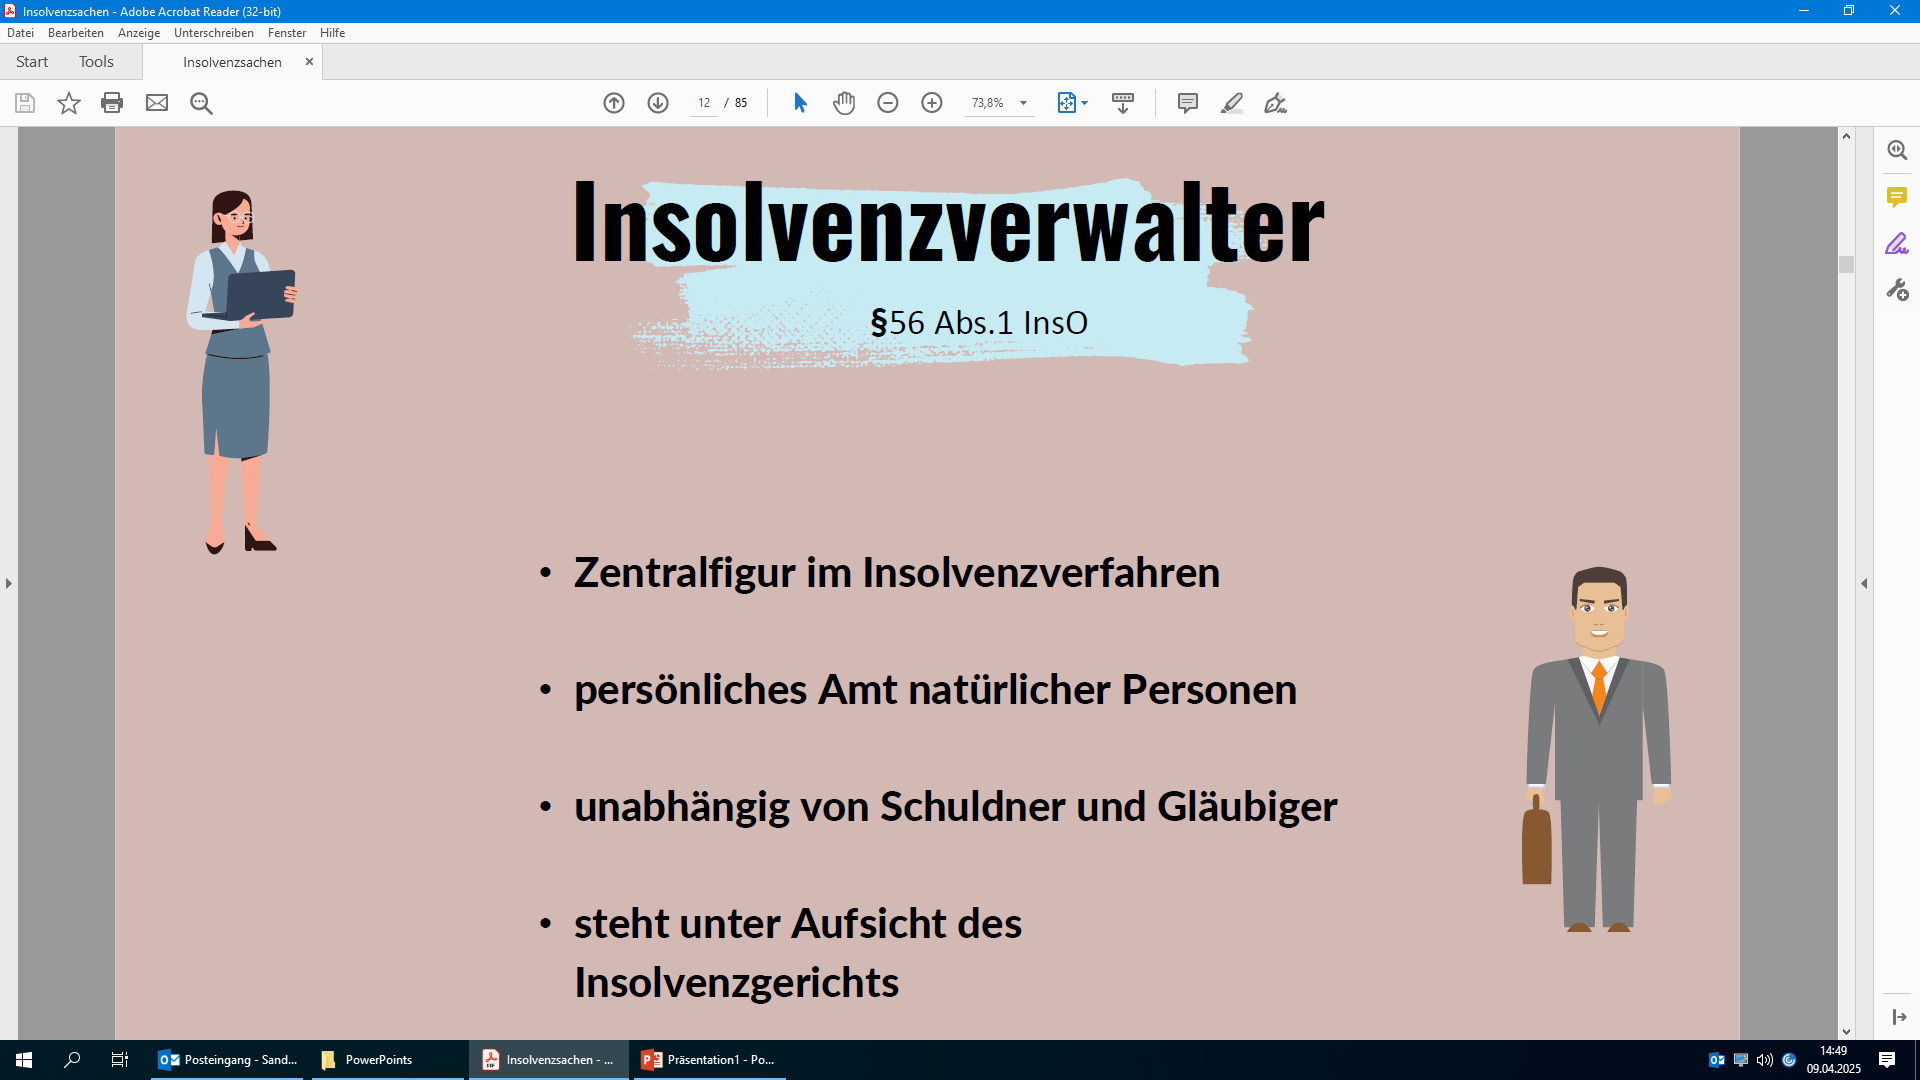 Insolvenzsachen - Adobe Acrobat Reader (32-bit)
Datei Bearbeiten Anzeige Unterschreiben Fenster Hilfe
Start Tools Insolvenzsachen
12 / 85 73,8%
Insolvenzverwalter
§56 Abs.1 InsO
• Zentralfigur im Insolvenzverfahren
• persönliches Amt natürlicher Personen
• unabhängig von Schuldner und Gläubiger
• steht unter Aufsicht des
Insolvenzgerichts
Posteingang - Sand... PowerPoints Insolvenzsachen - ... Präsentation1 - Po...
14:49
09.04.2025